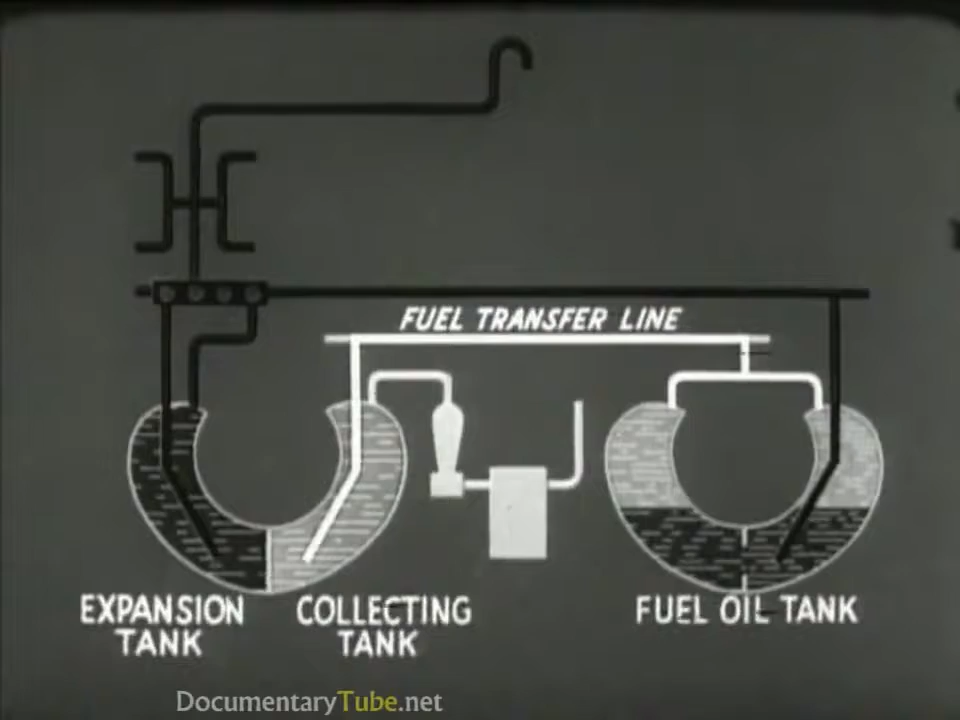 FUEL TRANSFER LINE
EXPANSION
TANK
COLLECTING
TANK
FUEL OIL TANK
DocumentaryTube.net